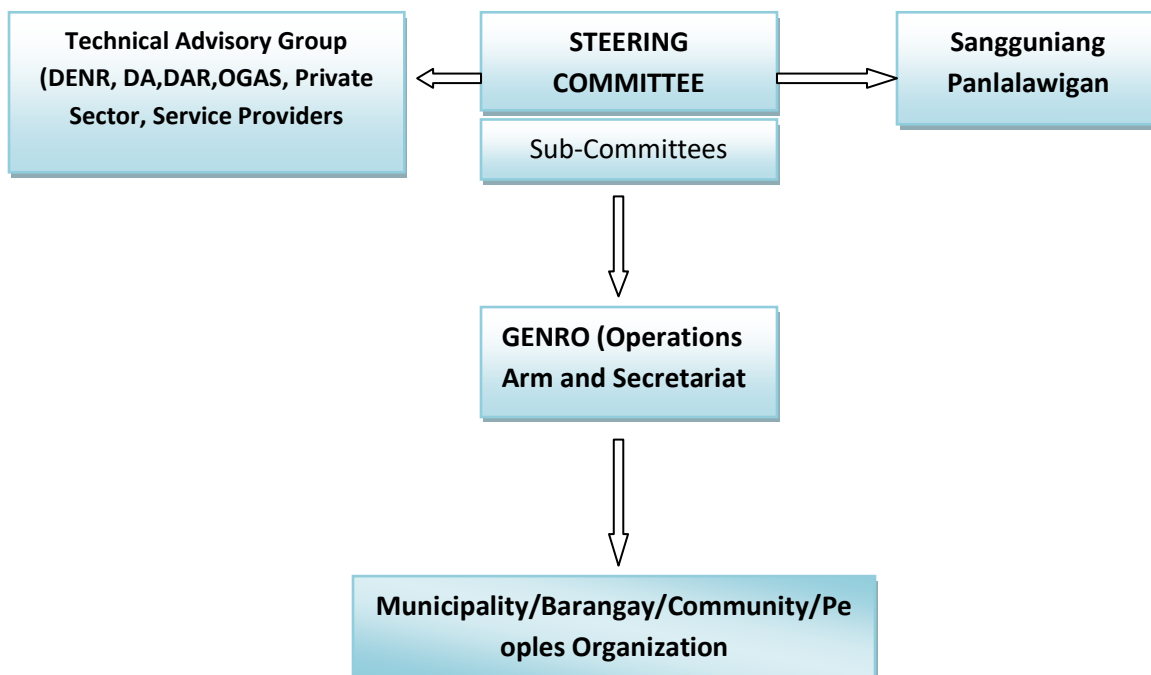 Technical Advisory Group
(DENR, DA,DAR,OGAS, Private
Sector, Service Providers
STEERING
COMMITTEE
Sub-Committees
Sangguniang
Panlalawigan
GENRO (Operations
Arm and Secretariat
Municipality/Barangay/Community/Pe
oples Organization